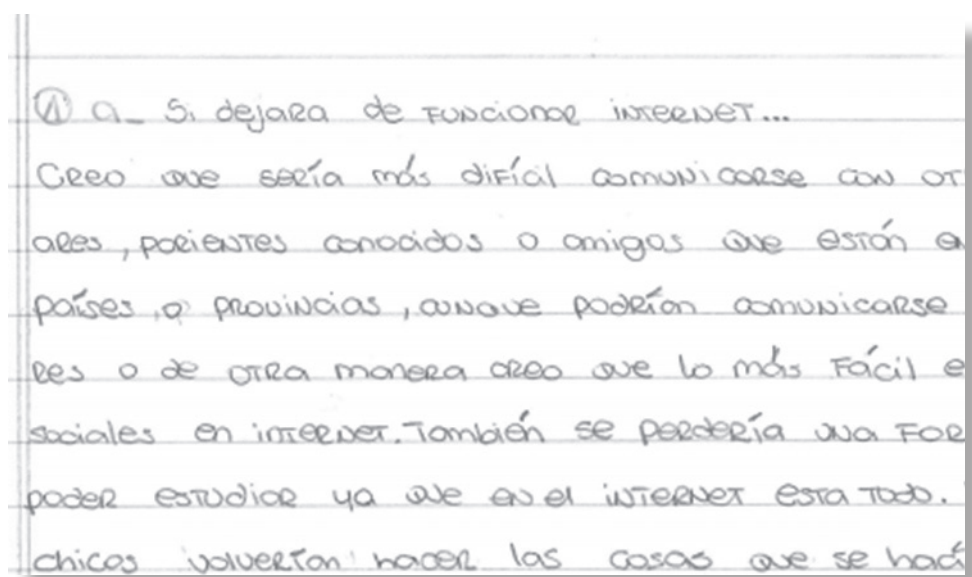 ① a_ Si dejara de funcionar internet...
Creo que sería más difícil comunicarse con ot
ares, parientes conocidos o amigos que están e
países, o provincias, aunque podrían comunicarse
res o de otra manera creo que lo más fácil e
sociales en internet. También se perdería una for
poder estudiar ya que en el internet esta todo.
chicos volverían hacer las cosas que se hací